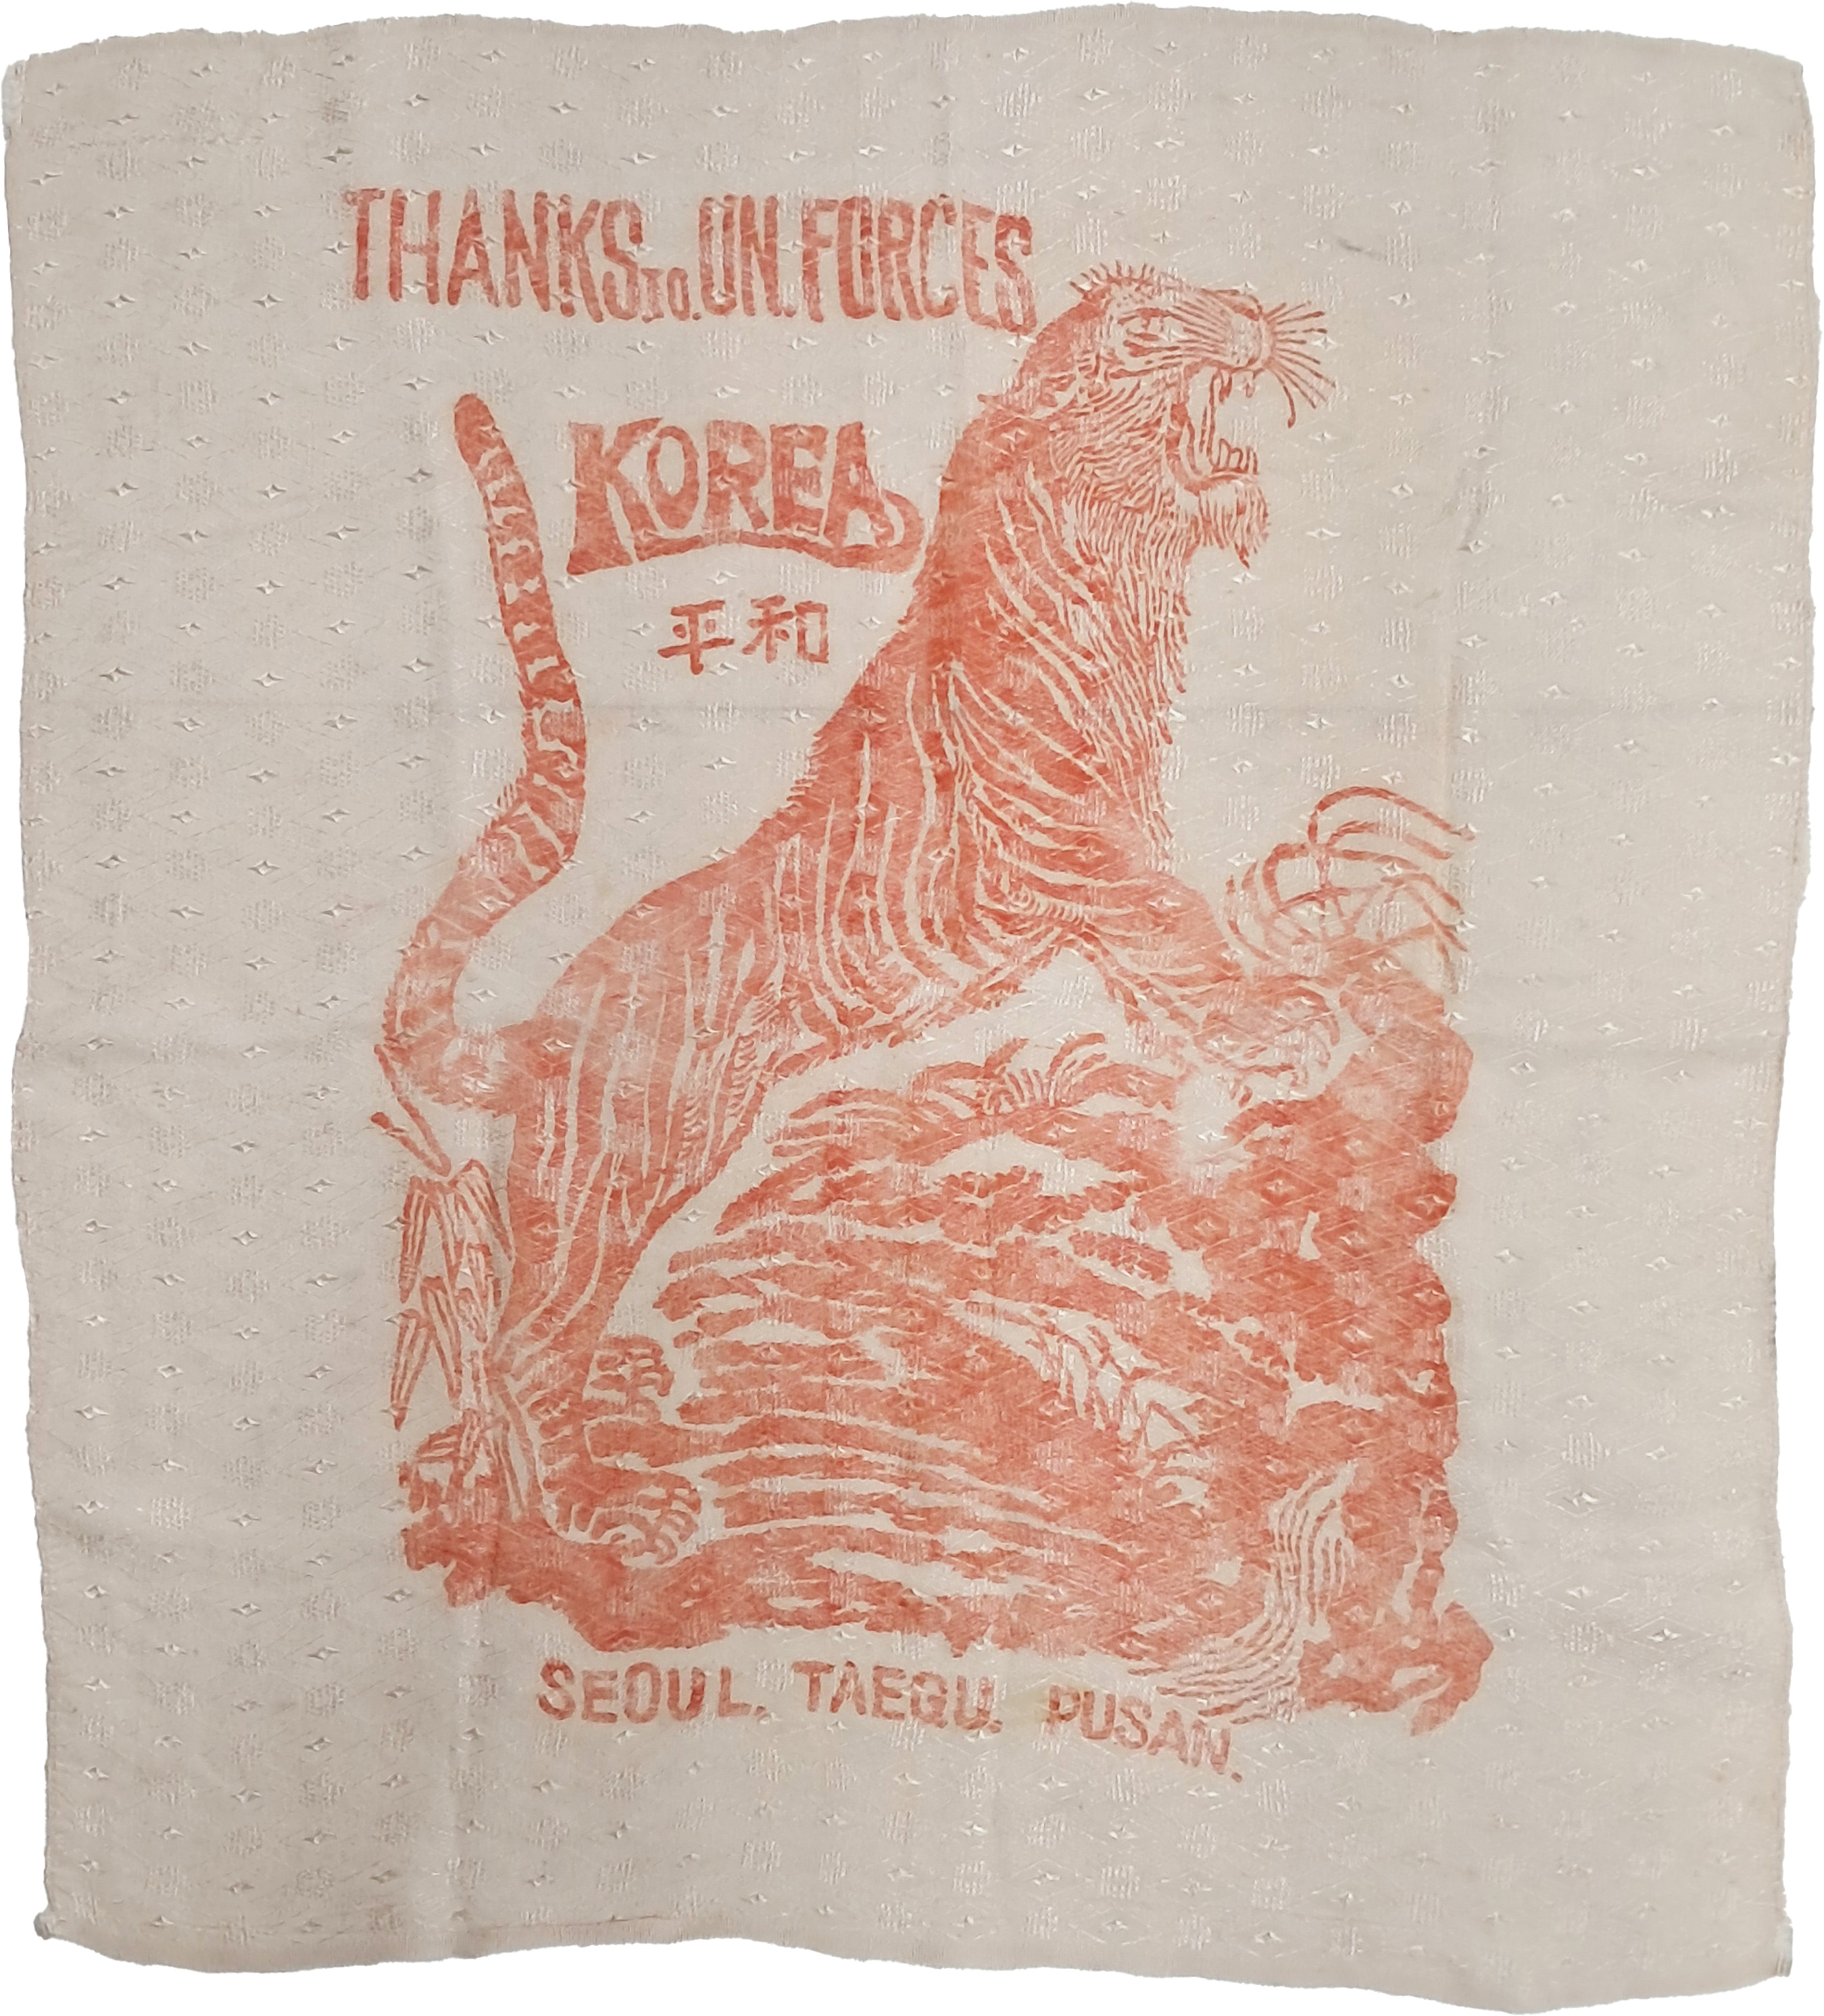 THANKS TO. UN. FORCES
KOREA
平和
SEOUL. TAEGU. PUSAN.